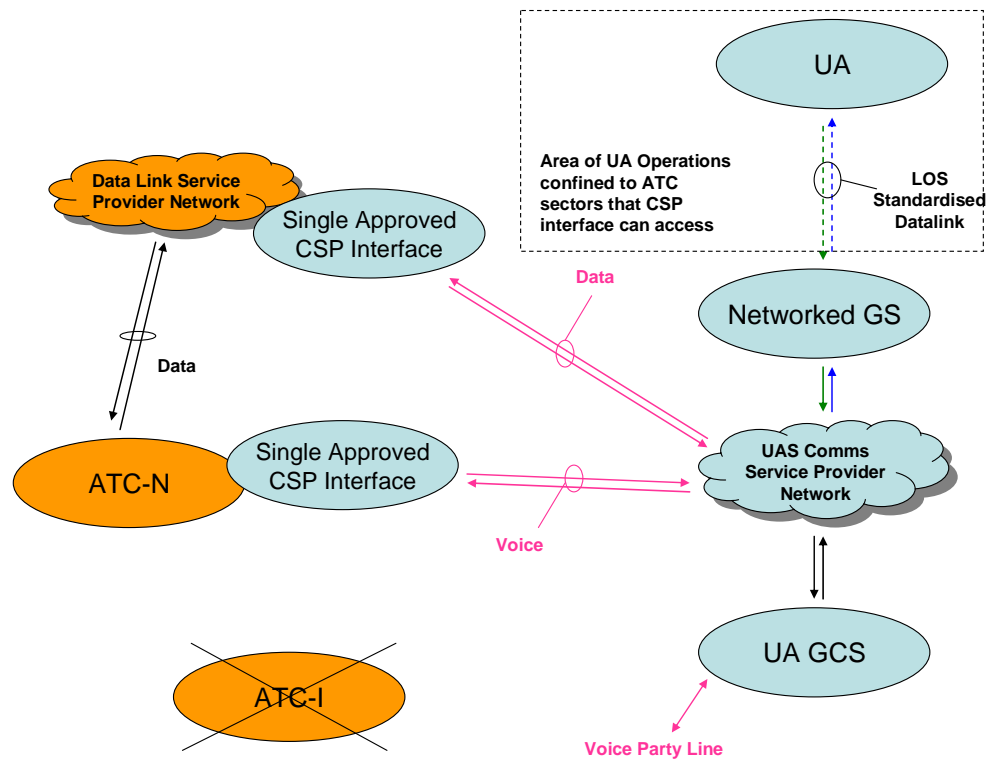 UA
Area of UA Operations
confined to ATC
sectors that CSP
interface can access
LOS
Standardised
Datalink
Data Link Service
Provider Network
Single Approved
CSP Interface
Data
Networked GS
Data
ATC-N
Single Approved
CSP Interface
UAS Comms
Service Provider
Network
Voice
UA GCS
ATC-I
Voice Party Line